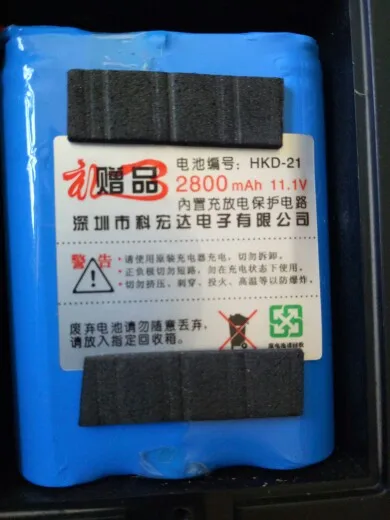 礼 赠品
电池编号: HKD-21
2800mAh 11.1V
内置充放电保护电路
深圳市科宏达电子有限公司
警告
• 请使用原装充电器充电，切勿拆卸。
• 正负极切勿短路，勿在充电状态下使用。
• 切勿挤压、刺穿、投火、高温等以防爆炸。
废弃电池请勿随意丢弃，
请放入指定回收箱。